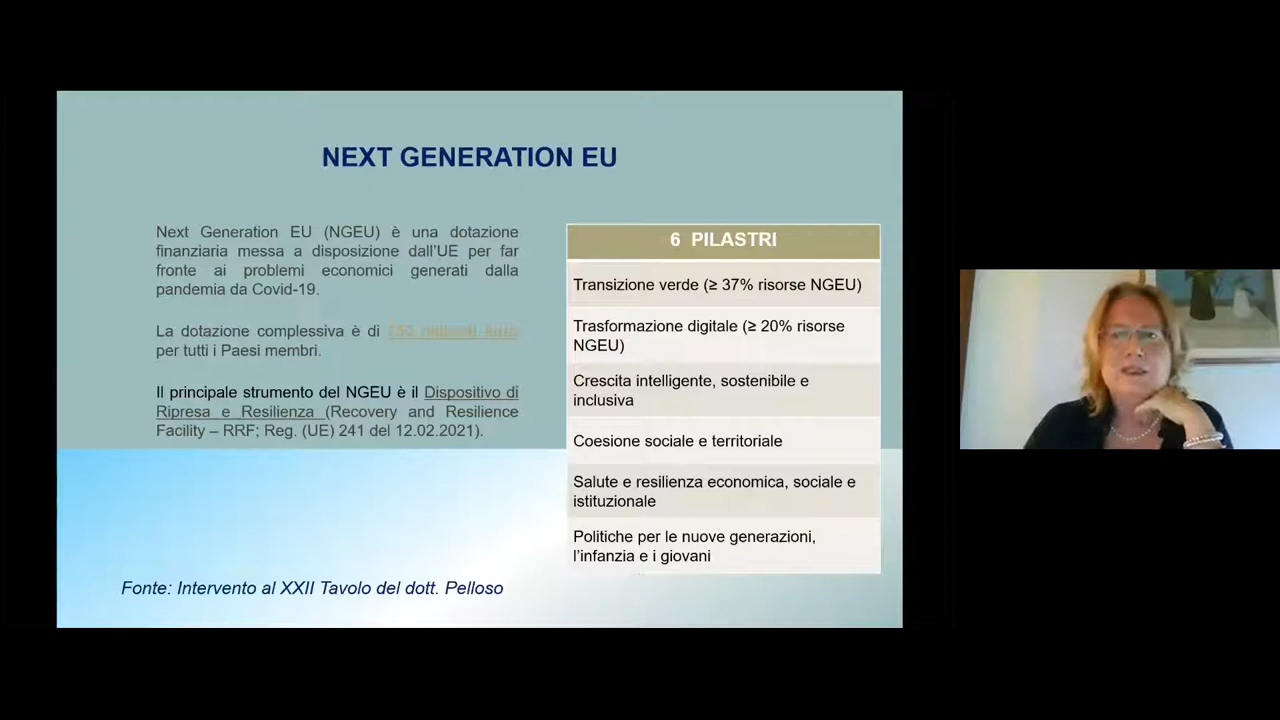 NEXT GENERATION EU
Next Generation EU (NGEU) è una dotazione
finanziaria messa a disposizione dall'UE per far
fronte ai problemi economici generati dalla
pandemia da Covid-19.
La dotazione complessiva è di 750 miliardi euro
per tutti i Paesi membri.
Il principale strumento del NGEU è il Dispositivo di
Ripresa e Resilienza (Recovery and Resilience
Facility – RRF; Reg. (UE) 241 del 12.02.2021).
6 PILASTRI
Transizione verde (≥ 37% risorse NGEU)
Trasformazione digitale (≥ 20% risorse
NGEU)
Crescita intelligente, sostenibile e
inclusiva
Coesione sociale e territoriale
Salute e resilienza economica, sociale e
istituzionale
Politiche per le nuove generazioni,
l'infanzia e i giovani
Fonte: Intervento al XXII Tavolo del dott. Pelloso